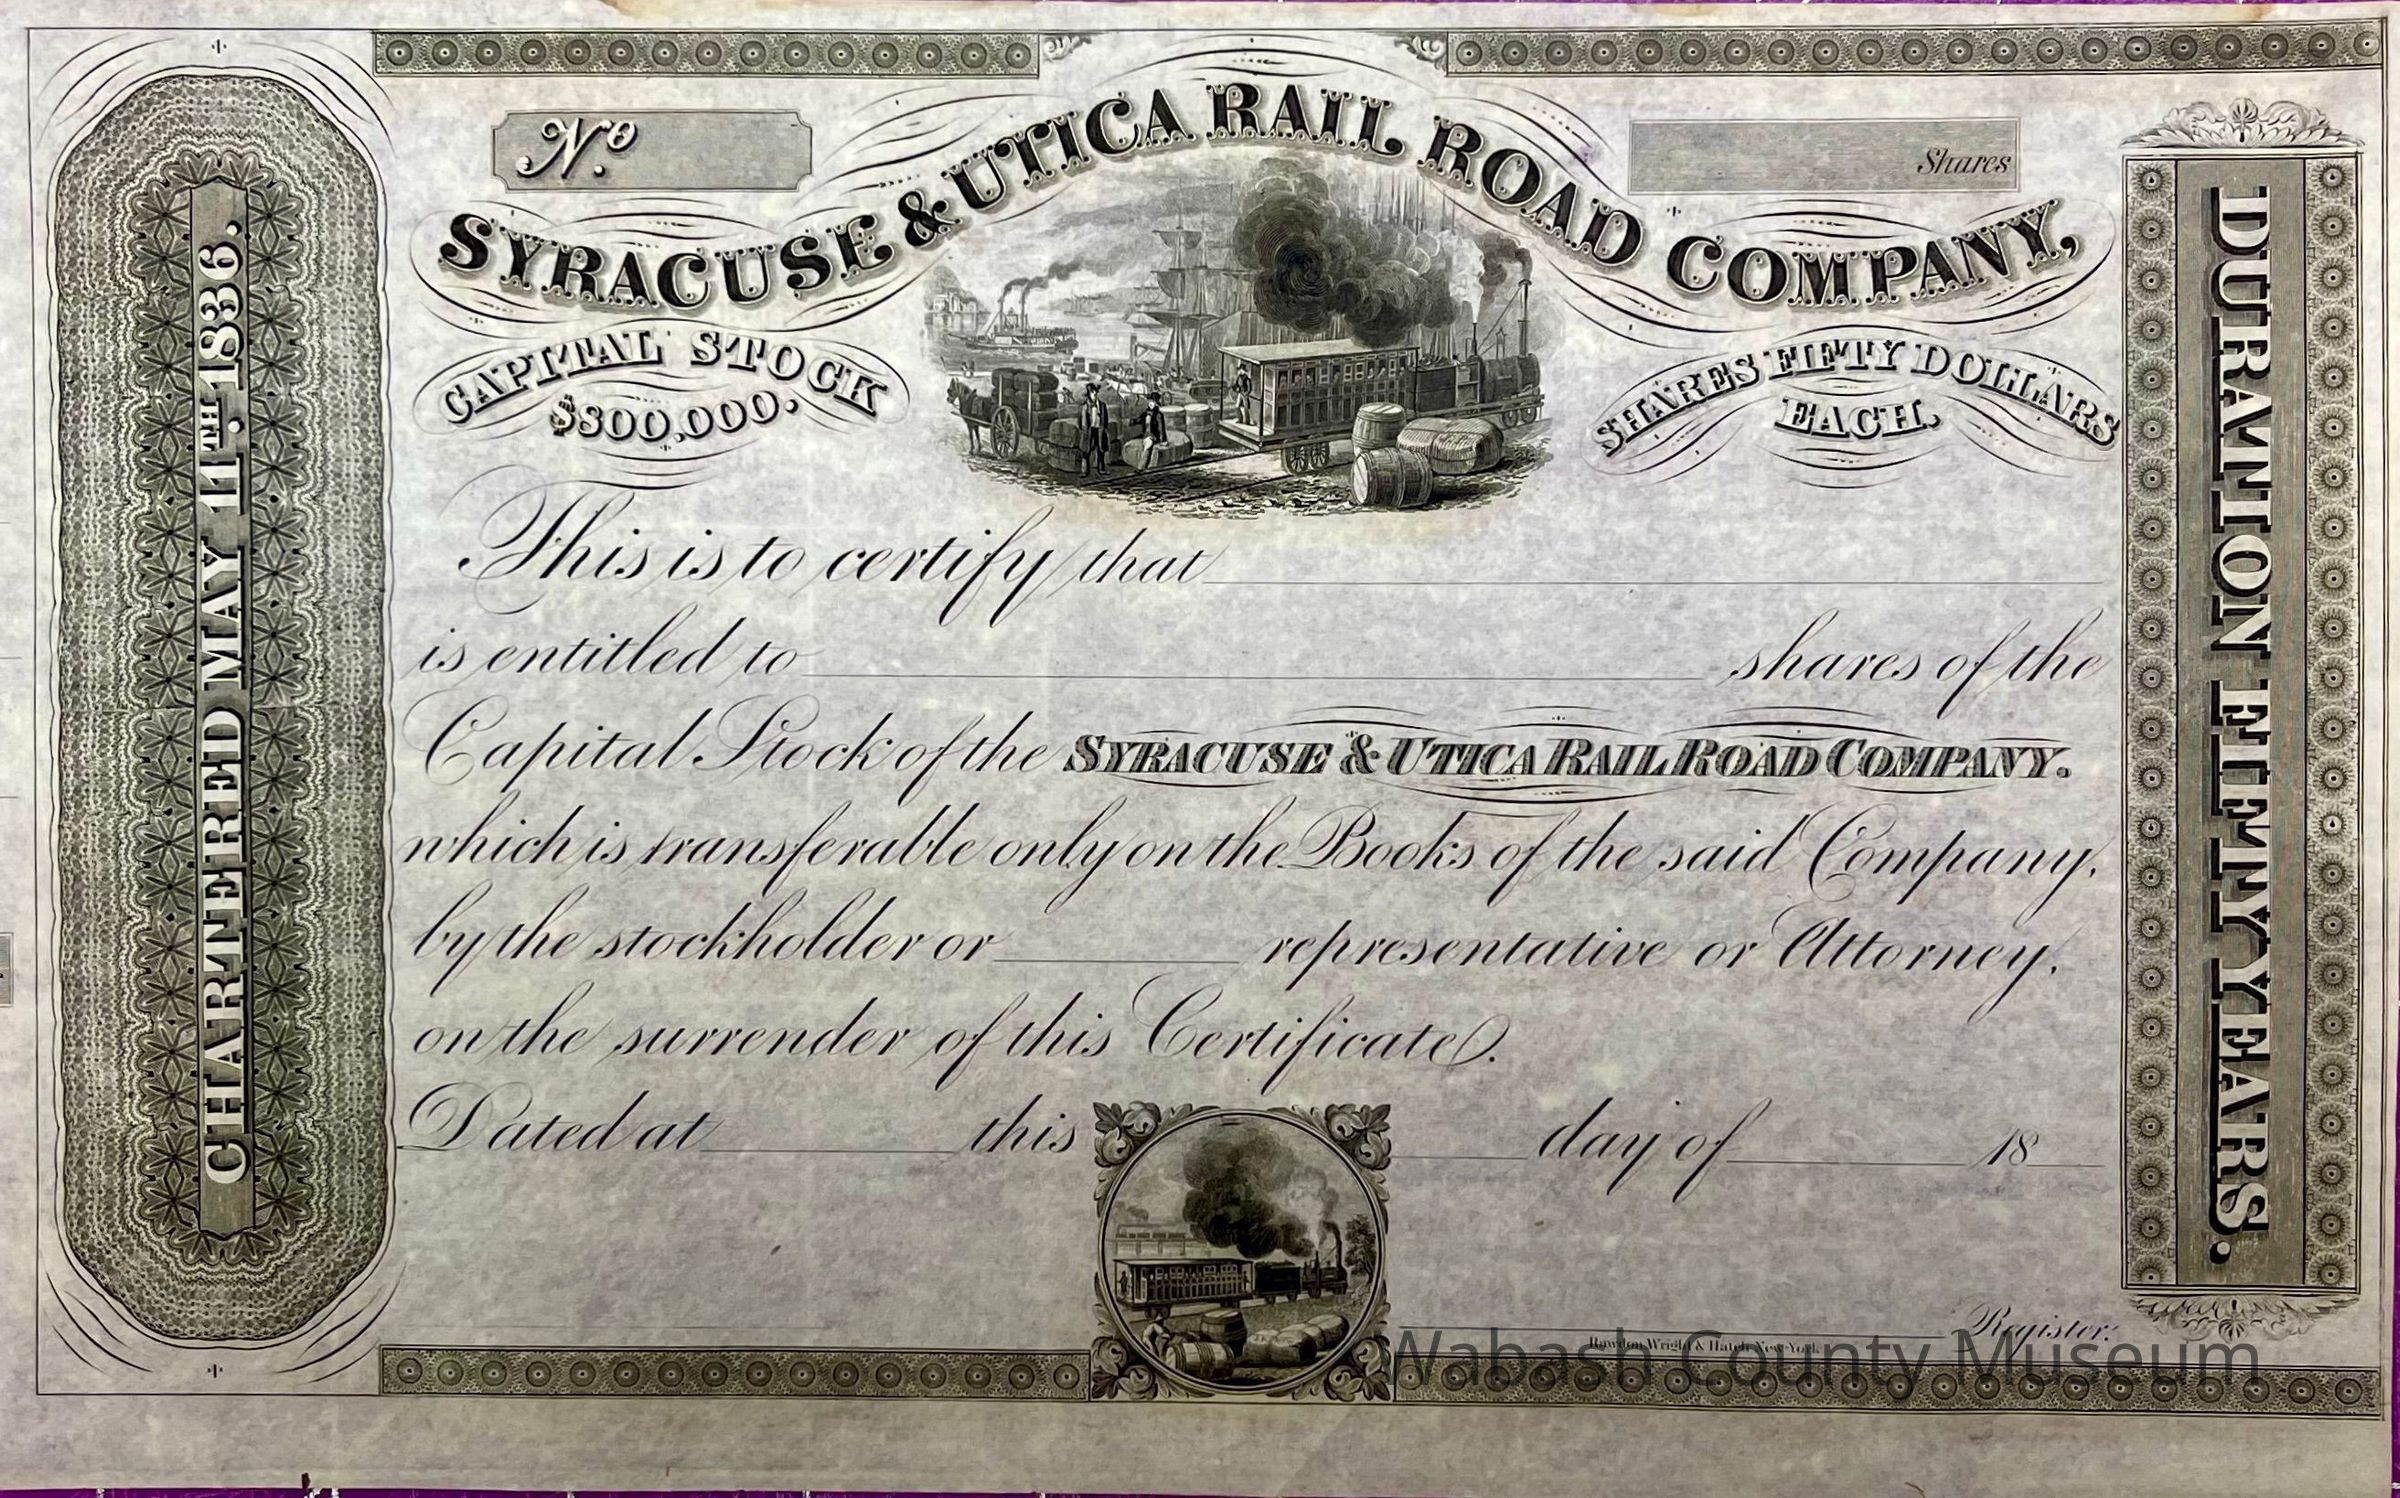 No.
Shares
SYRACUSE & UTICA RAIL ROAD COMPANY,
CAPITAL STOCK
$800,000.
SHARES FIFTY DOLLARS
EACH.
CHARTERED MAY 11TH 1836.
DURATION FIFTY YEARS.
This is to certify that
is entitled to shares of the
Capital Stock of the SYRACUSE & UTICA RAIL ROAD COMPANY.
which is transferable only on the Books of the said Company,
by the stockholder or representative or Attorney,
on the surrender of this Certificate.
Dated at this day of 18
Register.
Rawdon Wright & Hatch New-York
Wabash County Museum